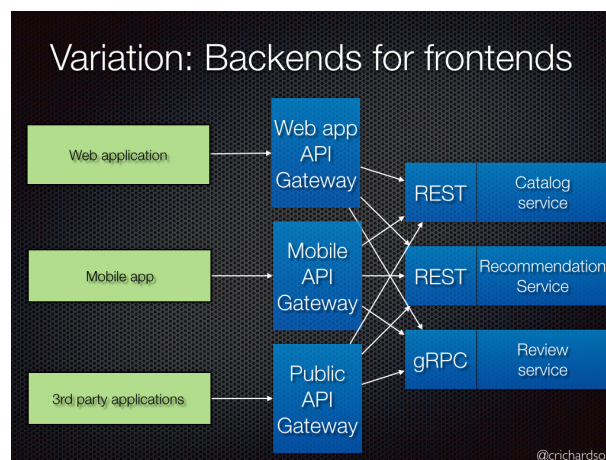 Variation: Backends for frontends
Web application
Web app
API
Gateway
REST
Catalog
service
Mobile app
Mobile
API
Gateway
REST
Recommendation
Service
3rd party applications
Public
API
Gateway
gRPC
Review
service
@crichardso